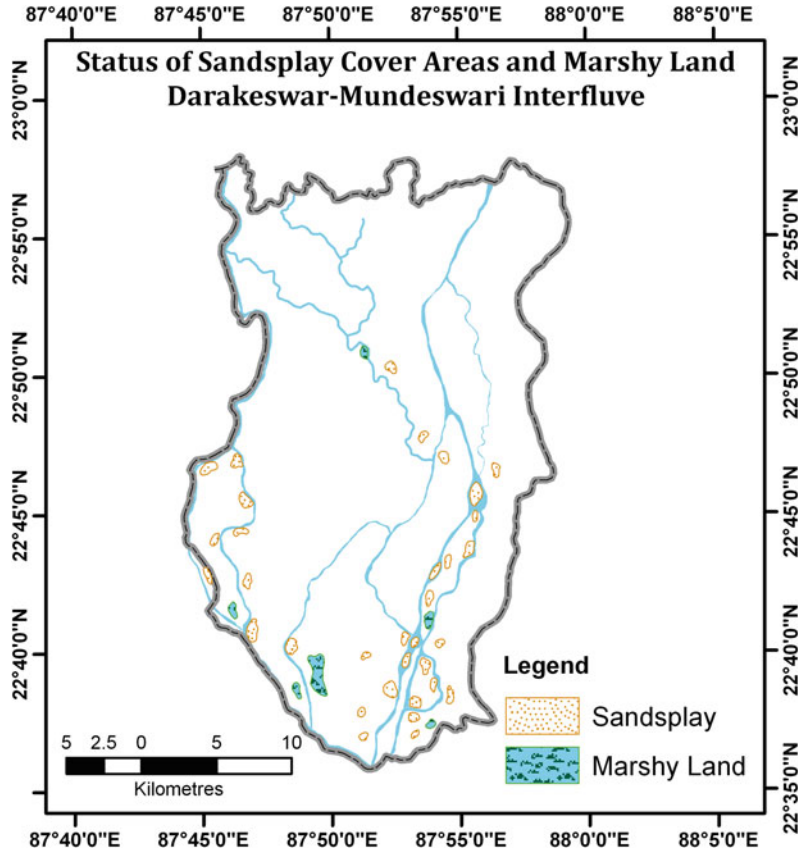 87°40'0"E 87°45'0"E 87°50'0"E 87°55'0"E 88°0'0"E 88°5'0"E
Status of Sandsplay Cover Areas and Marshy Land
Darakeswar-Mundeswari Interfluve
23°0'0"N 23°0'0"N
22°55'0"N 22°55'0"N
22°50'0"N 22°50'0"N
22°45'0"N 22°45'0"N
22°40'0"N 22°40'0"N
Legend
Sandsplay
Marshy Land
5 2.5 0 5 10
Kilometres
22°35'0"N
87°40'0"E 87°45'0"E 87°50'0"E 87°55'0"E 88°0'0"E 88°5'0"E